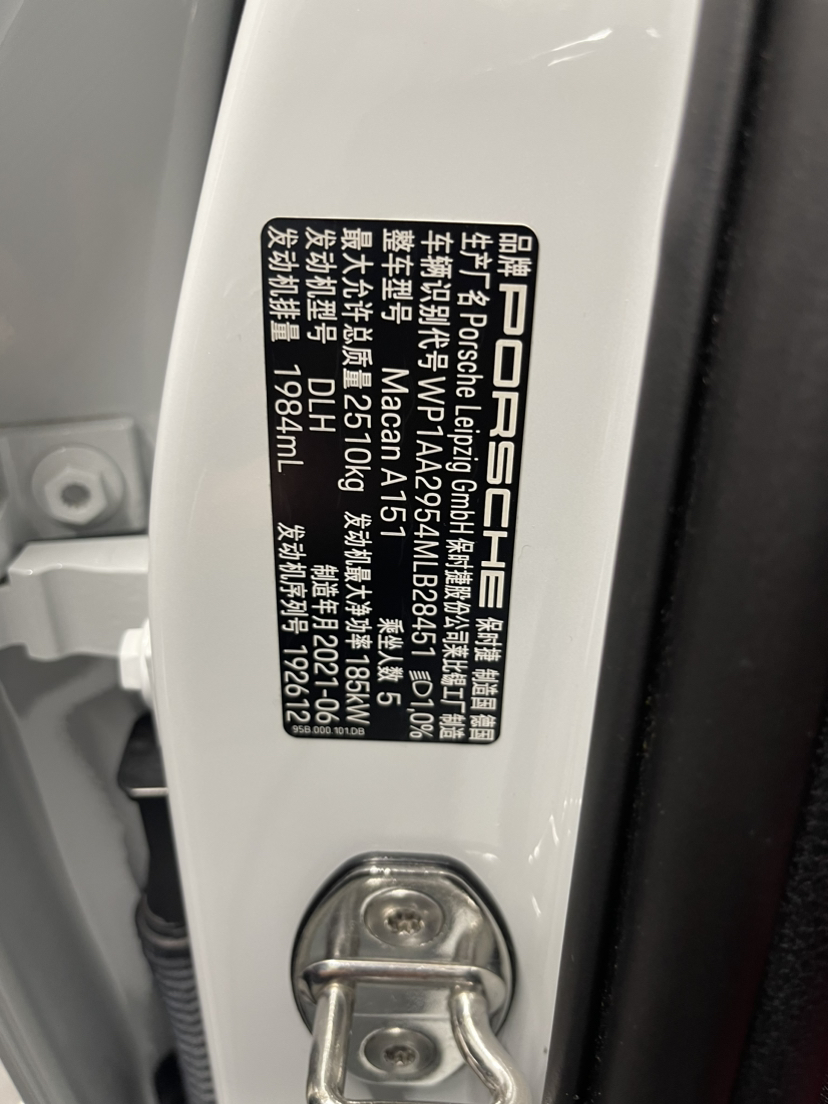 品牌 PORSCHE 保时捷 制造国 德国
生产厂名 Porsche Leipzig GmbH 保时捷股份公司莱比锡工厂制造
车辆识别代号 WP1AA2954MLB28451 1,0%
整车型号 Macan A151 乘坐人数 5
最大允许总质量 2510kg 发动机最大净功率 185kW
发动机型号 DLH 制造年月 2021-06
发动机排量 1984mL 发动机序列号 192612
95B.000.101.DB